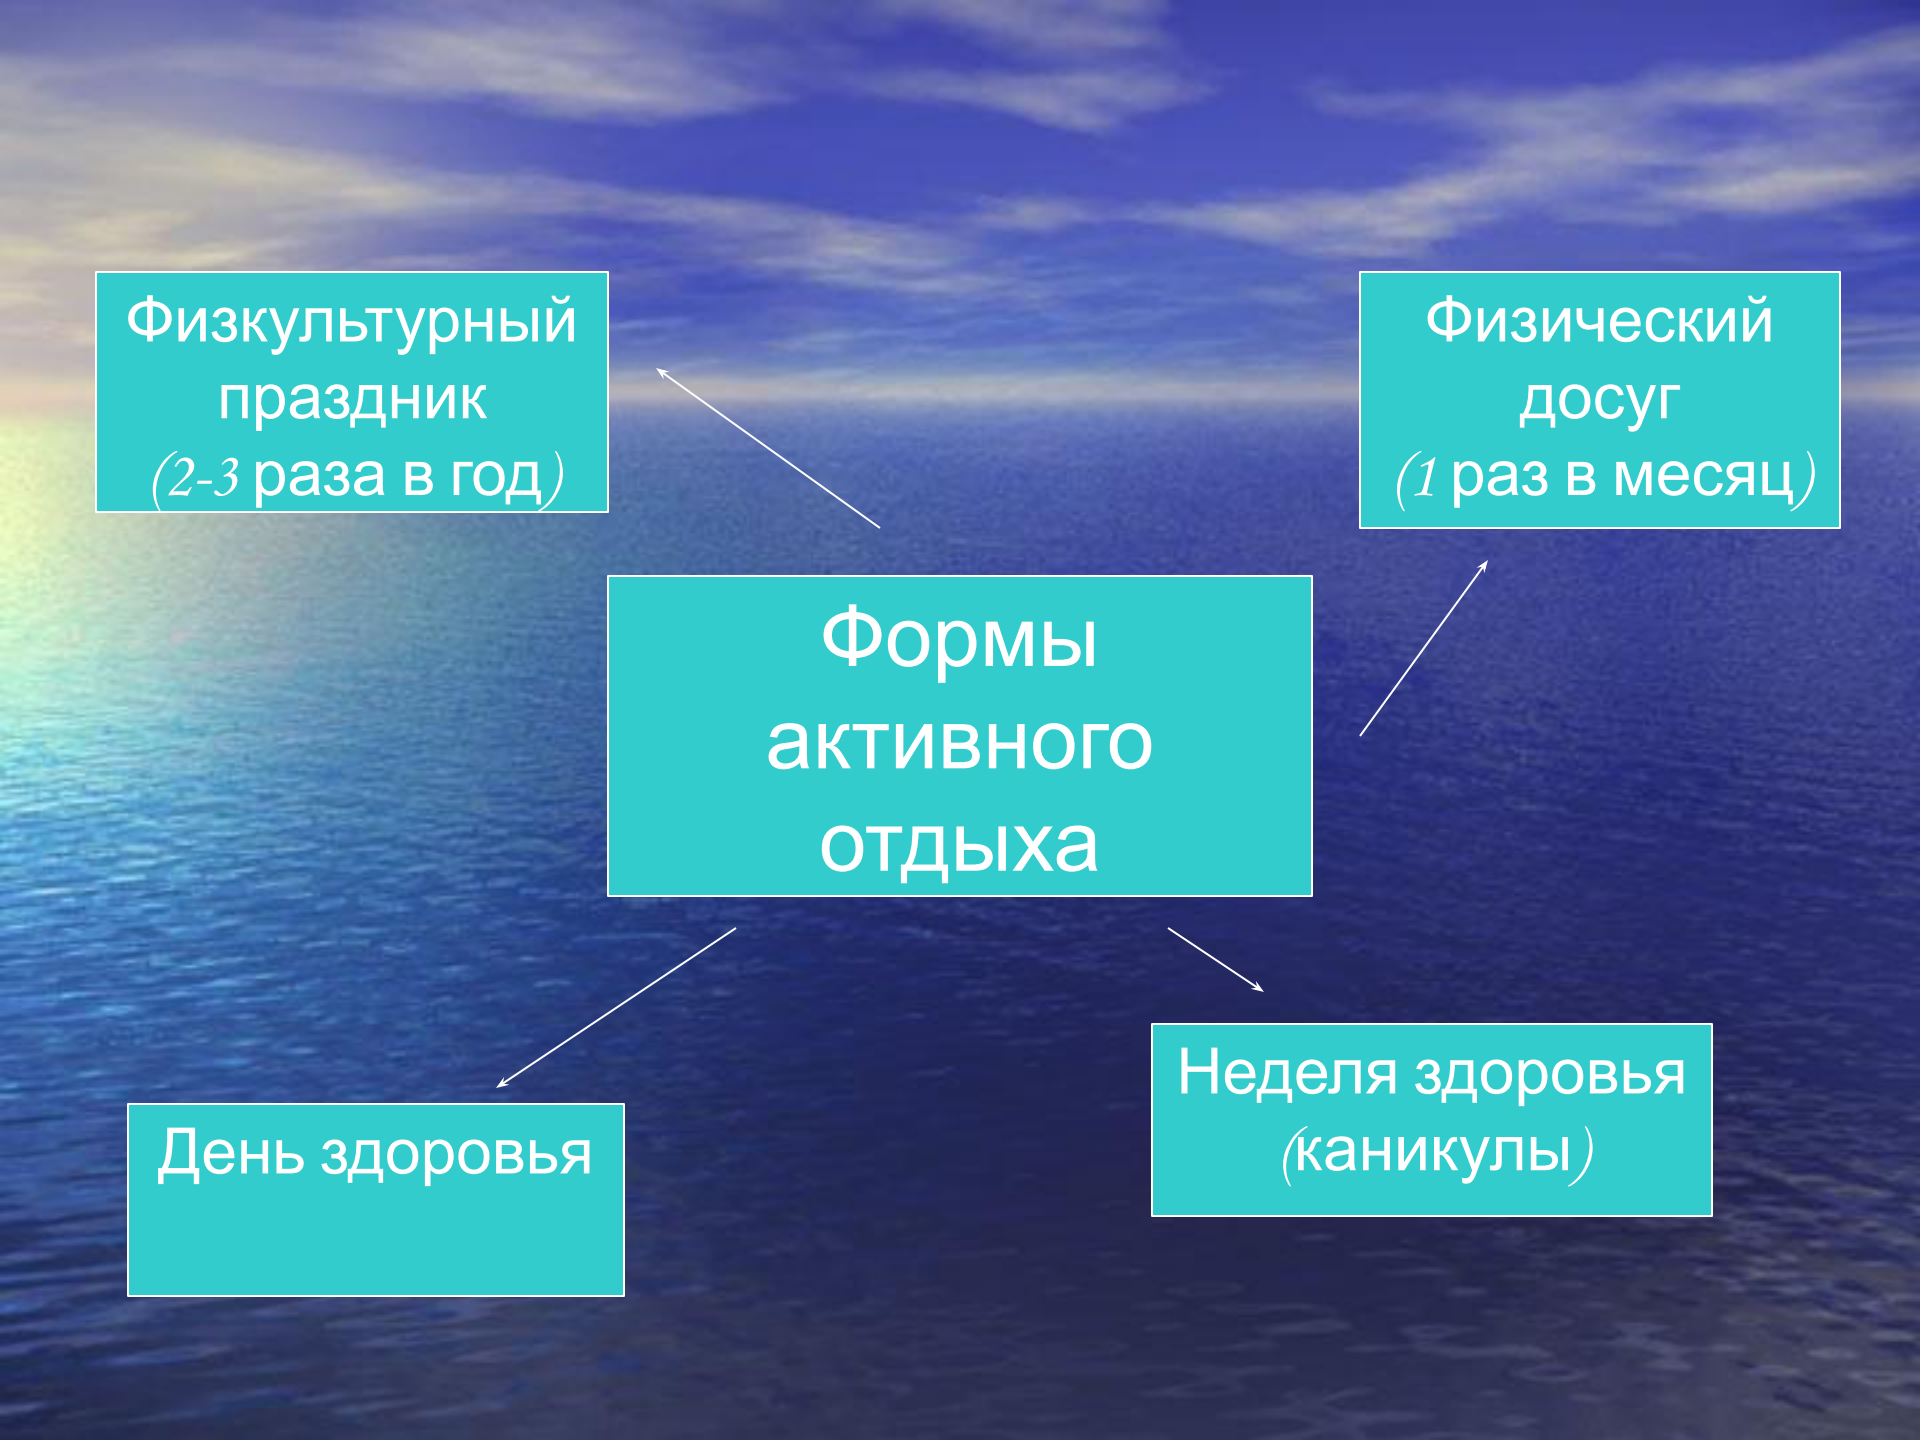 Физкультурный
праздник
(2-3 раза в год)
Физический
досуг
(1 раз в месяц)
Формы
активного
отдыха
День здоровья
Неделя здоровья
(каникулы)